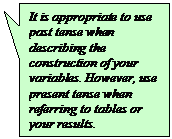 It is appropriate to use
past tense when
describing the
construction of your
variables. However, use
present tense when
referring to tables or
your results.